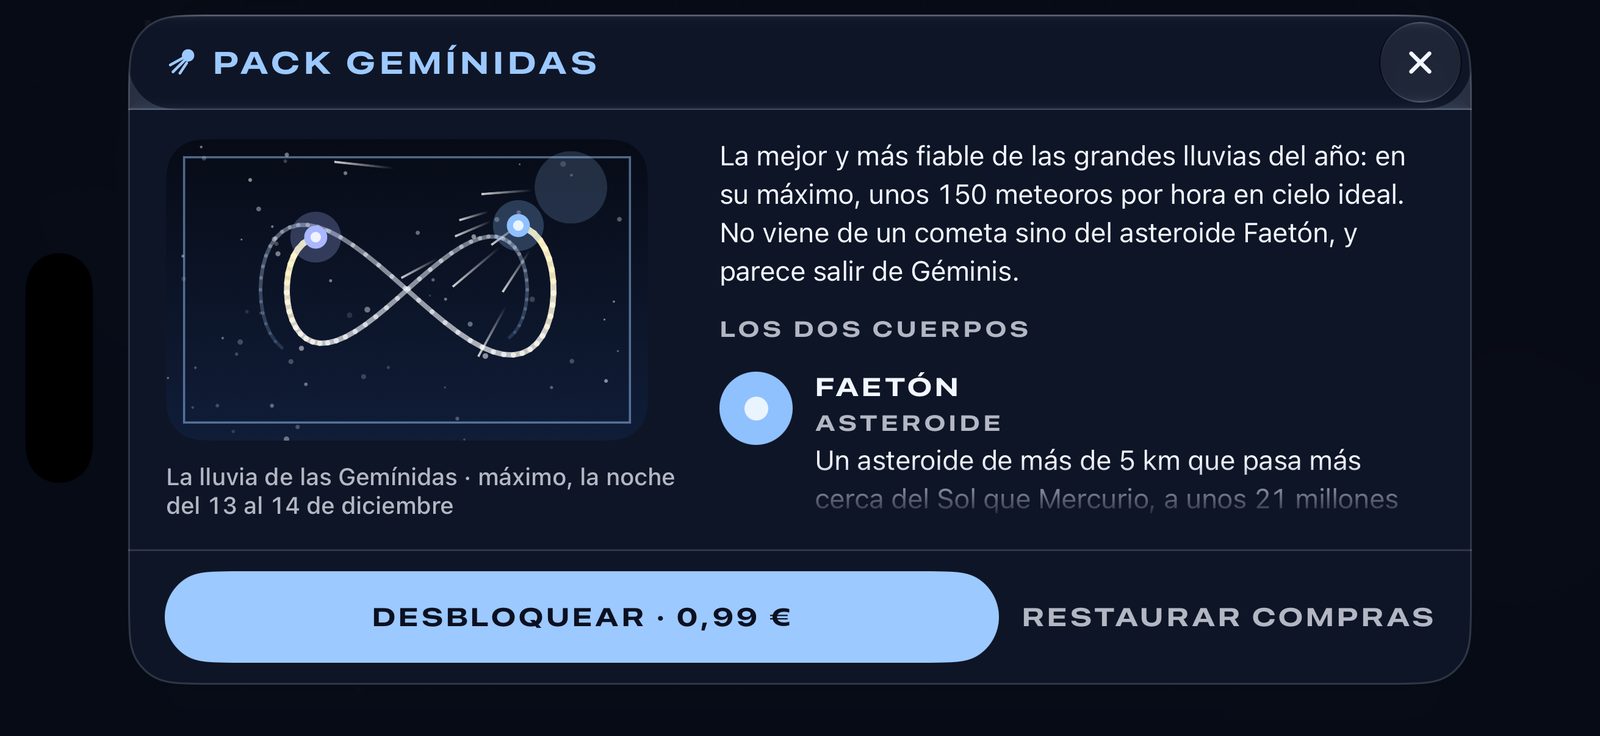 PACK GEMÍNIDAS
La lluvia de las Gemínidas · máximo, la noche
del 13 al 14 de diciembre
La mejor y más fiable de las grandes lluvias del año: en
su máximo, unos 150 meteoros por hora en cielo ideal.
No viene de un cometa sino del asteroide Faetón, y
parece salir de Géminis.
LOS DOS CUERPOS
FAETÓN
ASTEROIDE
Un asteroide de más de 5 km que pasa más
cerca del Sol que Mercurio, a unos 21 millones
DESBLOQUEAR · 0,99 €
RESTAURAR COMPRAS